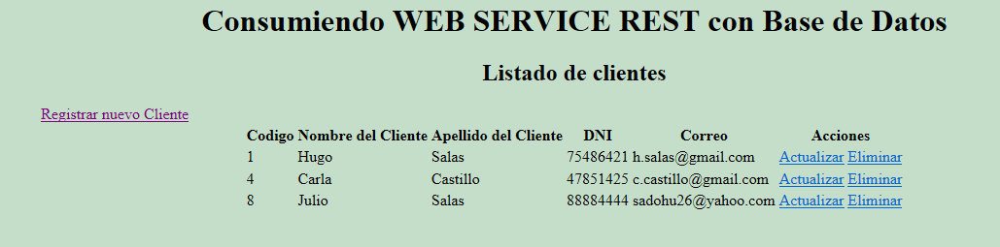 Consumiendo WEB SERVICE REST con Base de Datos
Listado de clientes
Registrar nuevo Cliente
Codigo Nombre del Cliente Apellido del Cliente DNI Correo Acciones
1 Hugo Salas 75486421 h.salas@gmail.com Actualizar Eliminar
4 Carla Castillo 47851425 c.castillo@gmail.com Actualizar Eliminar
8 Julio Salas 88884444 sadohu26@yahoo.com Actualizar Eliminar